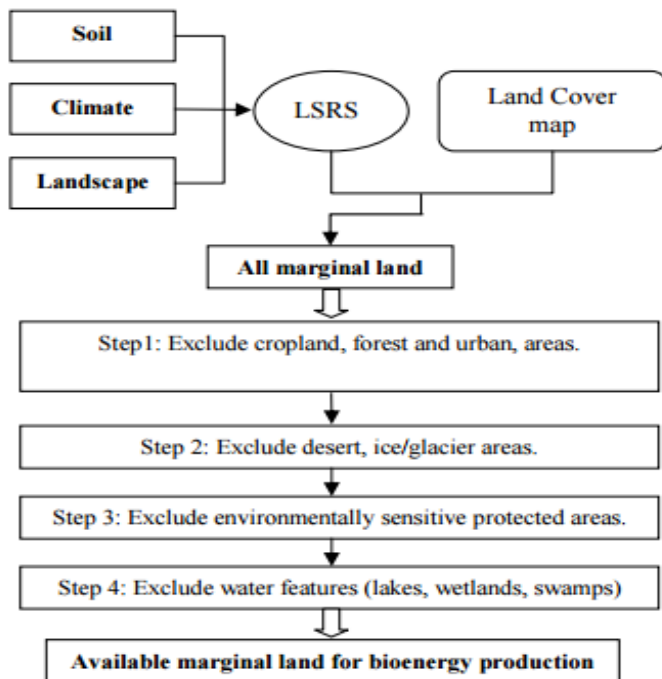 Soil
Climate
Landscape
LSRS
Land Cover
map
All marginal land
Step1: Exclude cropland, forest and urban, areas.
Step 2: Exclude desert, ice/glacier areas.
Step 3: Exclude environmentally sensitive protected areas.
Step 4: Exclude water features (lakes, wetlands, swamps)
Available marginal land for bioenergy production